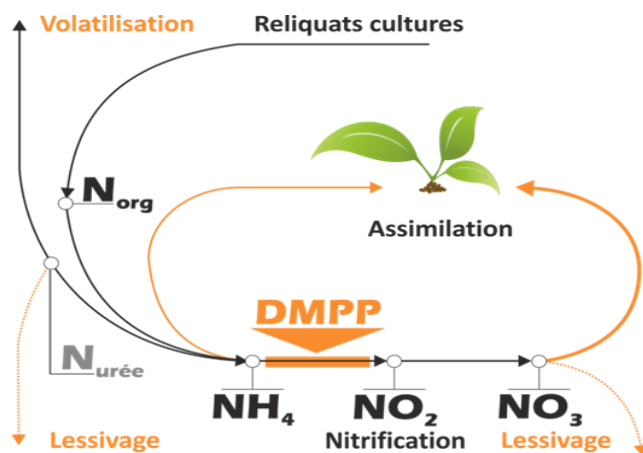 Volatilisation
Reliquats cultures
Norg
Assimilation
DMPP
Nurée
NH4
NO2
NO3
Lessivage
Nitrification
Lessivage